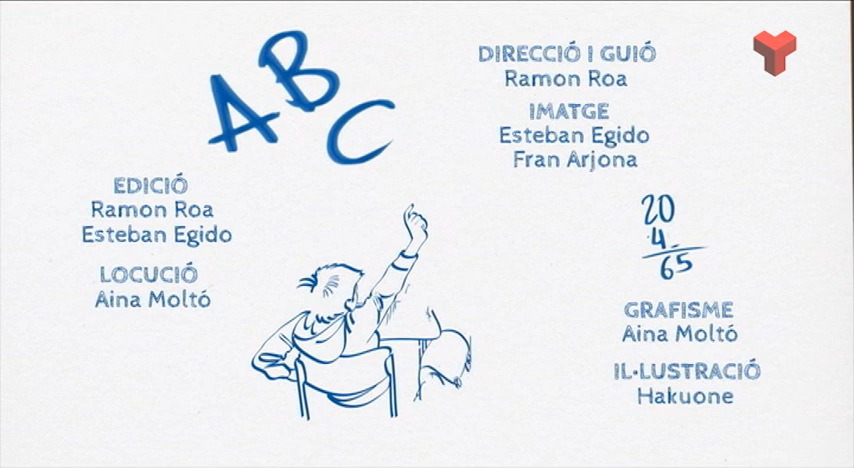 ABC
DIRECCIÓ I GUIÓ
Ramon Roa
IMATGE
Esteban Egido
Fran Arjona
EDICIÓ
Ramon Roa
Esteban Egido
LOCUCIÓ
Aina Moltó
20
4
65
GRAFISME
Aina Moltó
IL·LUSTRACIÓ
Hakuone